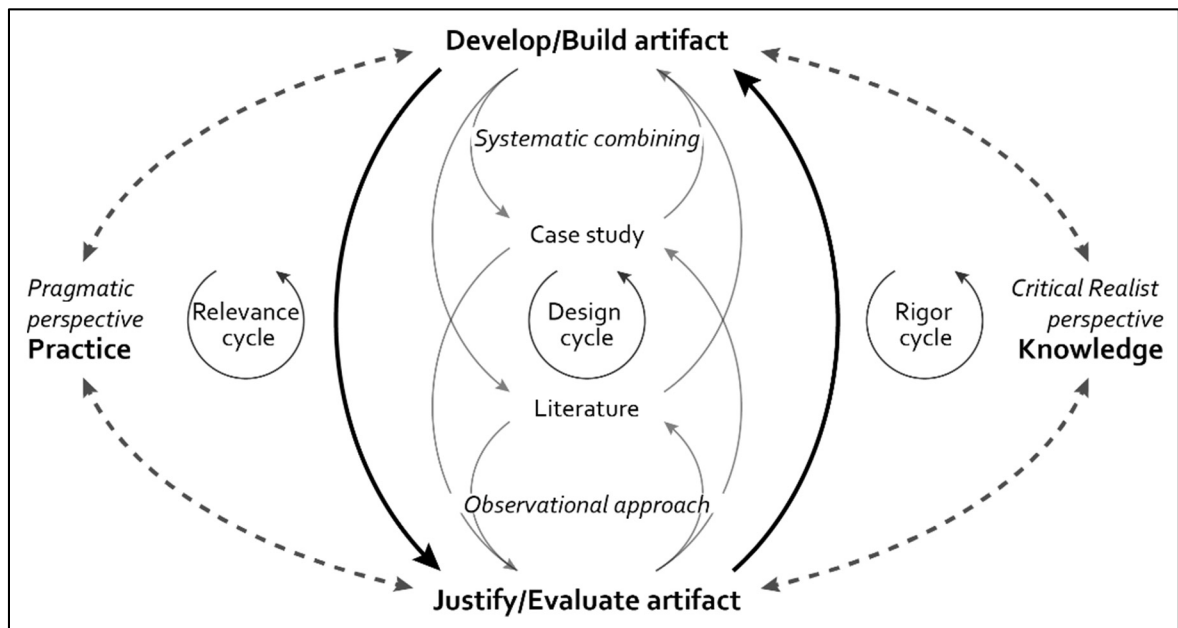 Develop/Build artifact
Systematic combining
Case study
Pragmatic
perspective
Practice
Relevance
cycle
Design
cycle
Rigor
cycle
Critical Realist
perspective
Knowledge
Literature
Observational approach
Justify/Evaluate artifact